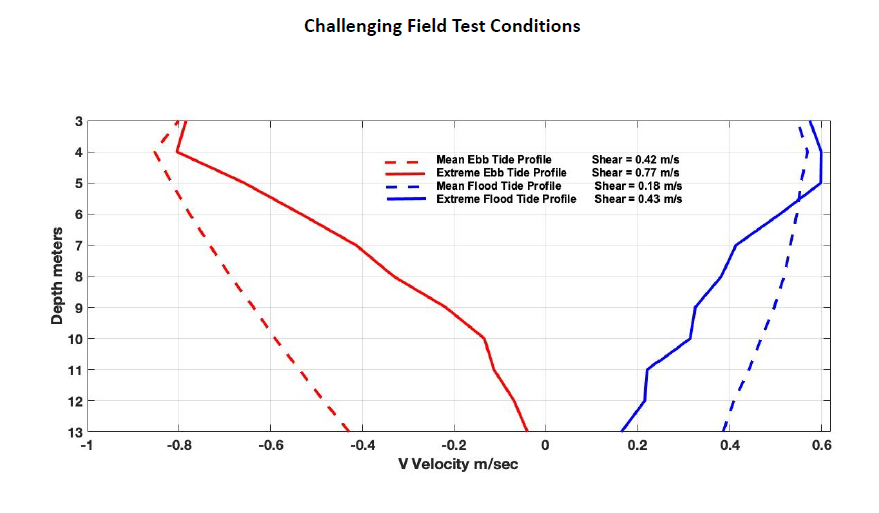 Challenging Field Test Conditions
Mean Ebb Tide Profile Shear = 0.42 m/s
Extreme Ebb Tide Profile Shear = 0.77 m/s
Mean Flood Tide Profile Shear = 0.18 m/s
Extreme Flood Tide Profile Shear = 0.43 m/s
Depth meters
3
4
5
6
7
8
9
10
11
12
13
-1 -0.8 -0.6 -0.4 -0.2 0 0.2 0.4 0.6
V Velocity m/sec